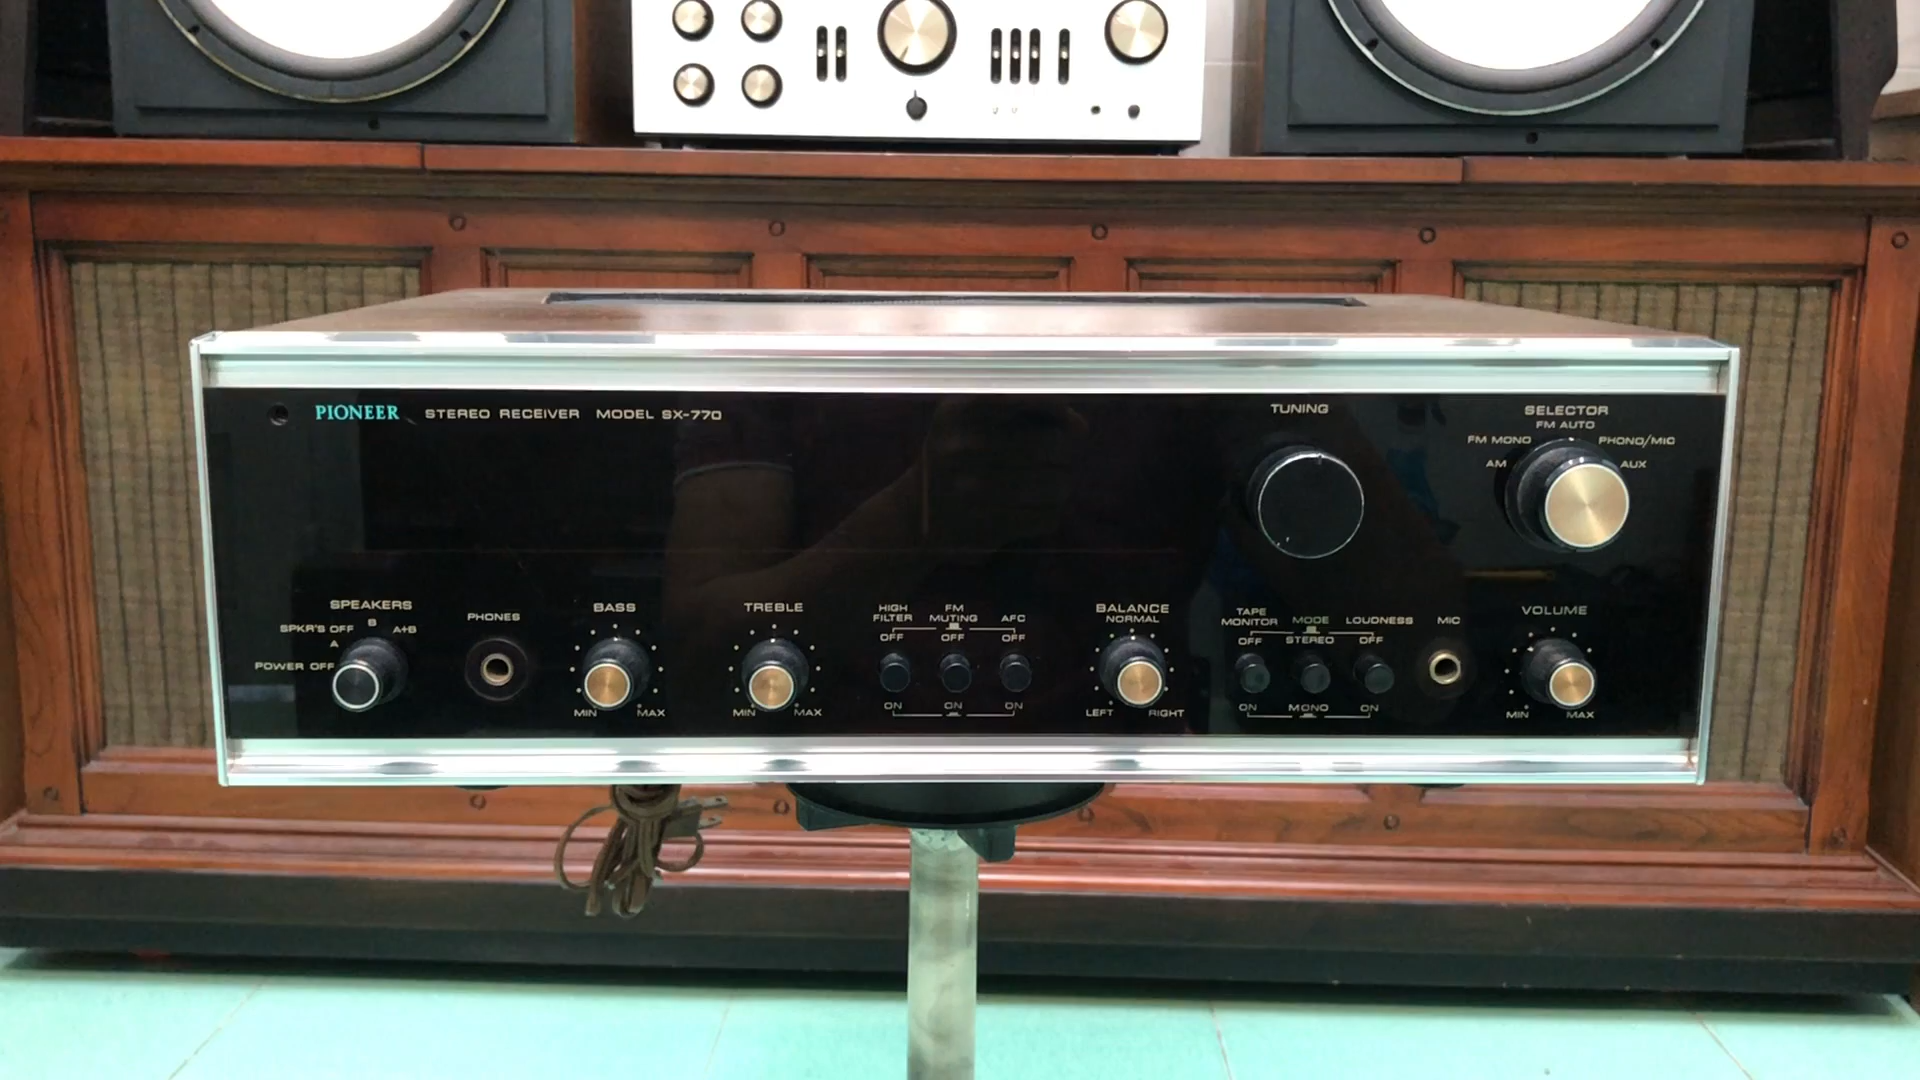 PIONEER STEREO RECEIVER MODEL SX-770
TUNING
SELECTOR
FM AUTO
FM MONO PHONO/MIC
AM AUX
SPEAKERS
B
SPKR'S OFF A+B
A
POWER OFF
PHONES
BASS
MIN MAX
TREBLE
MIN MAX
HIGH FILTER FM MUTING AFC
OFF OFF OFF
ON ON ON
BALANCE
NORMAL
LEFT RIGHT
TAPE MONITOR MODE LOUDNESS
OFF STEREO OFF
ON MONO ON
MIC
VOLUME
MIN MAX